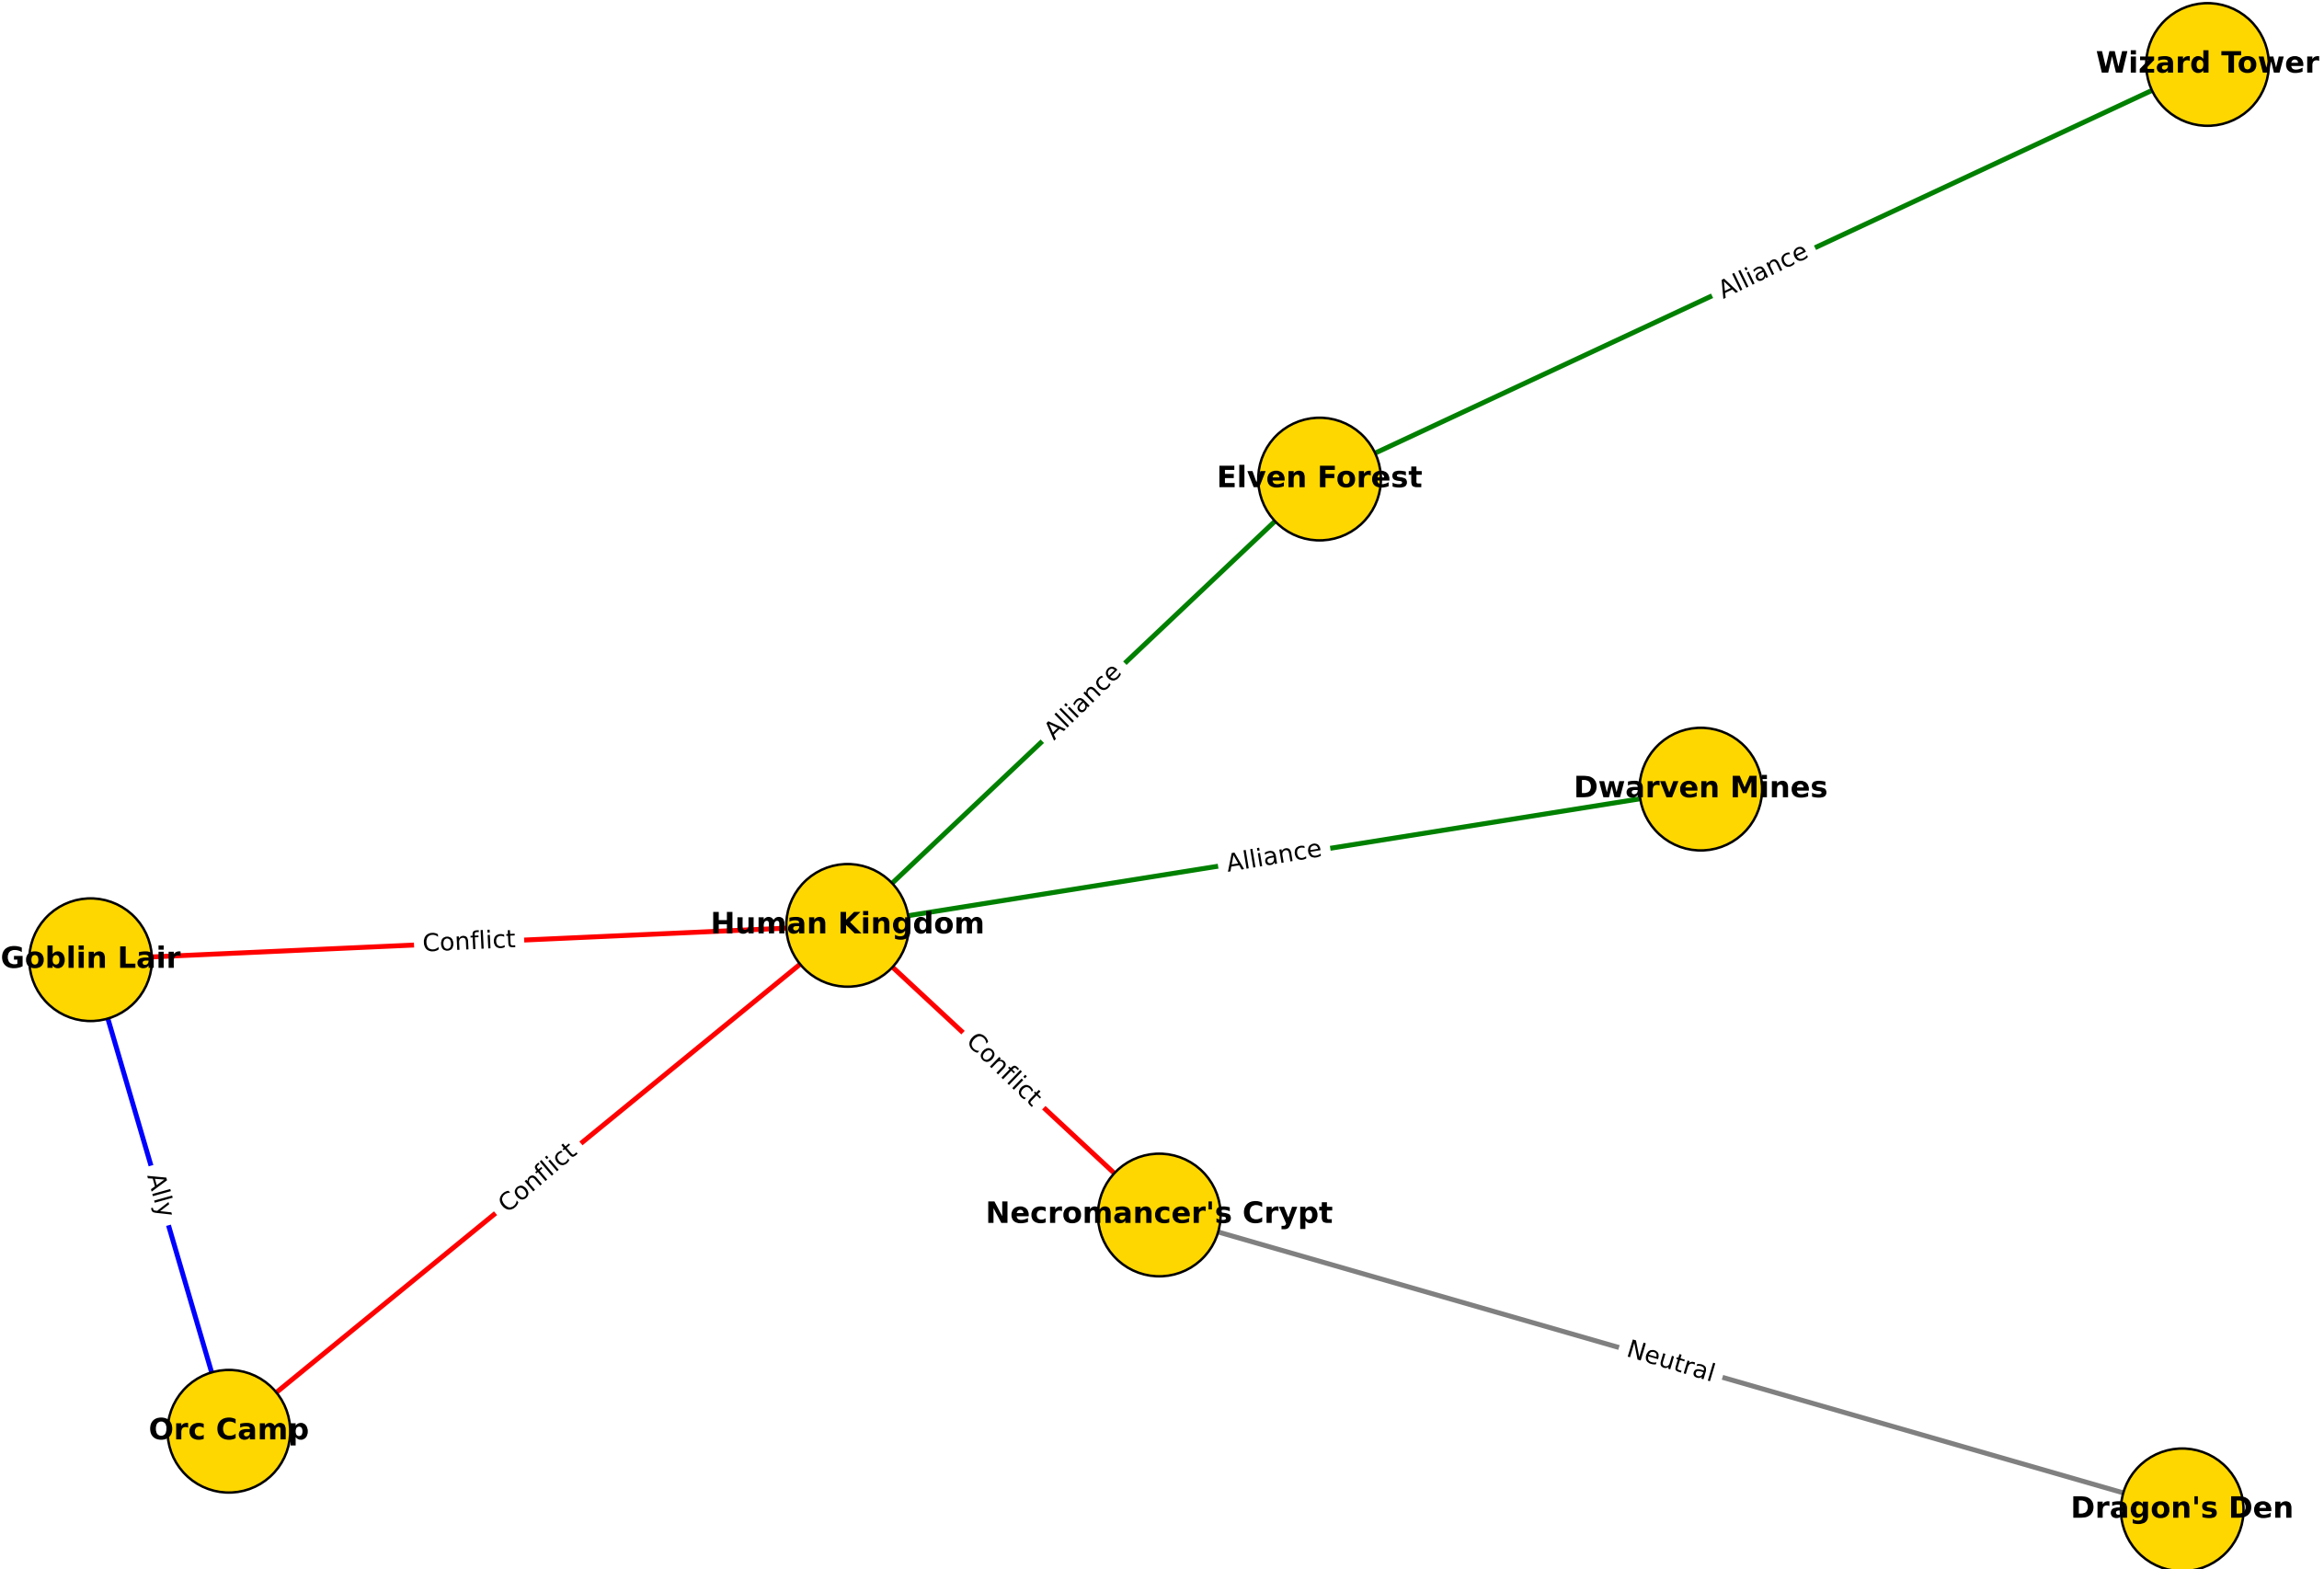 Wizard Tower
Alliance
Elven Forest
Alliance
Dwarven Mines
Alliance
Human Kingdom
Conflict
Goblin Lair
Conflict
Ally
Conflict
Necromancer's Crypt
Neutral
Orc Camp
Dragon's Den